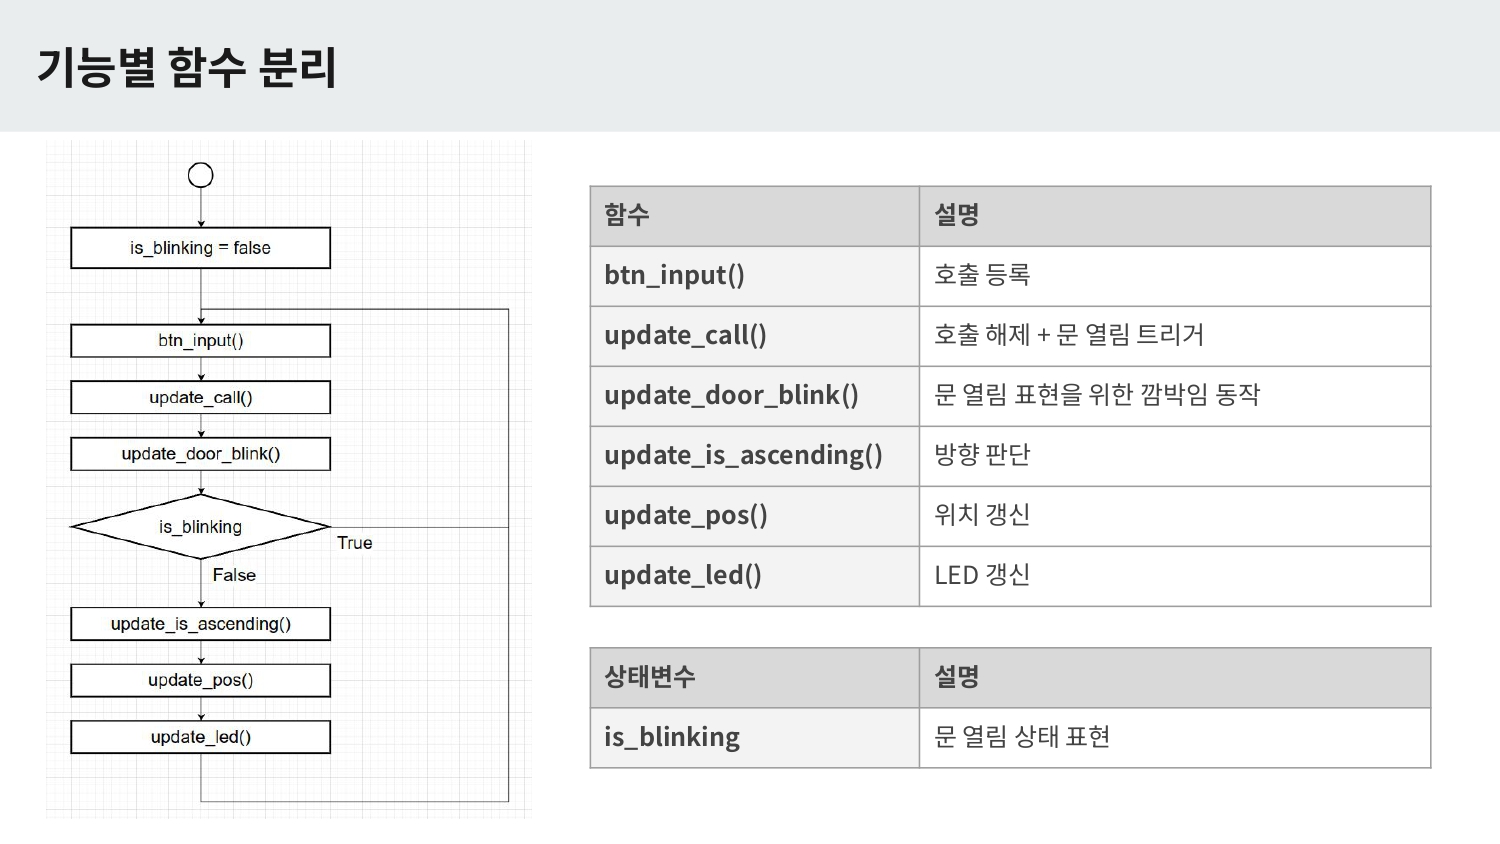 기능별 함수 분리
is_blinking = false
btn_input()
update_call()
update_door_blink()
is_blinking
True
False
update_is_ascending()
update_pos()
update_led()
함수 설명
btn_input() 호출 등록
update_call() 호출 해제 + 문 열림 트리거
update_door_blink() 문 열림 표현을 위한 깜박임 동작
update_is_ascending() 방향 판단
update_pos() 위치 갱신
update_led() LED 갱신
상태변수 설명
is_blinking 문 열림 상태 표현